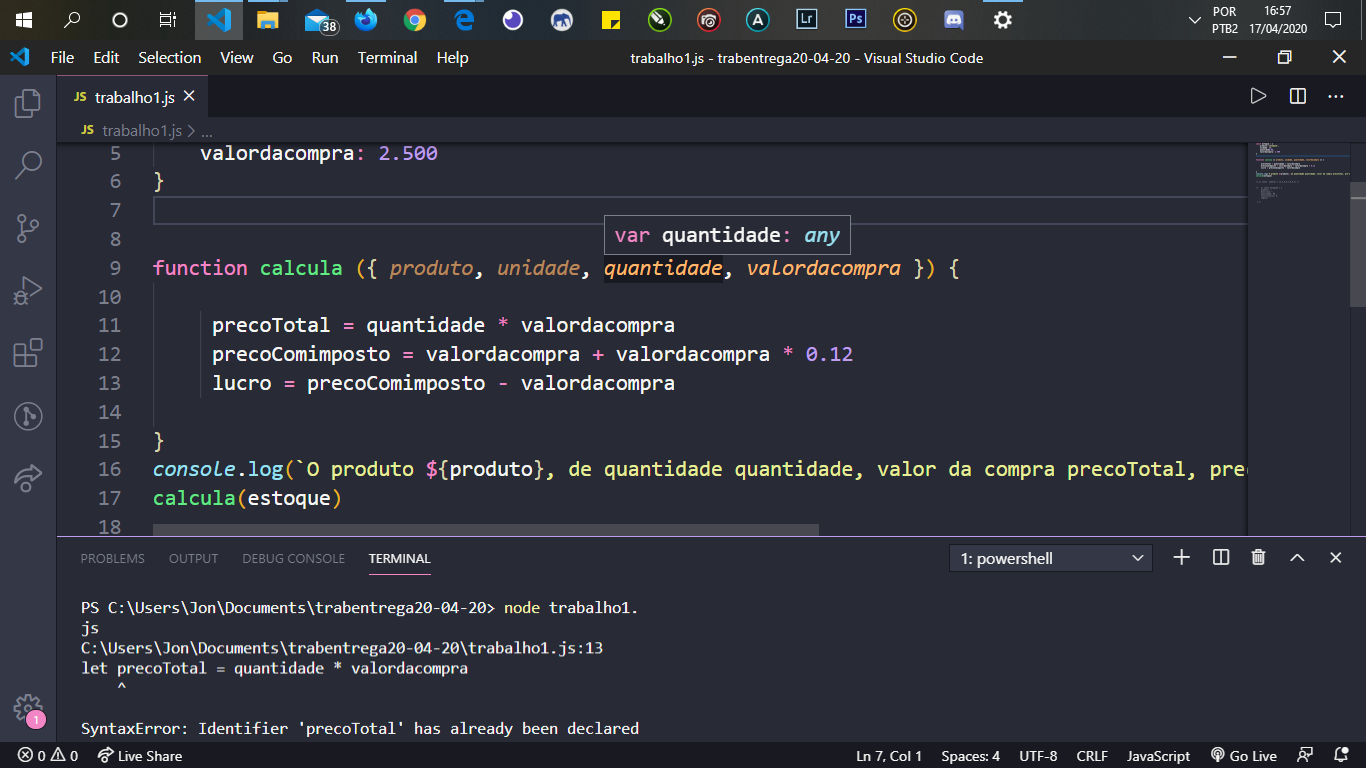 38
Lr
Ps
POR
PTB2
16:57
17/04/2020
File Edit Selection View Go Run Terminal Help
trabalho1.js - trabentrega20-04-20 - Visual Studio Code
JS trabalho1.js
JS trabalho1.js > ...
5 valordacompra: 2.500
6 }
7
8
var quantidade: any
9 function calcula ({ produto, unidade, quantidade, valordacompra }) {
10
11 precoTotal = quantidade * valordacompra
12 precoComimposto = valordacompra + valordacompra * 0.12
13 lucro = precoComimposto - valordacompra
14
15 }
16 console.log(`O produto ${produto}, de quantidade quantidade, valor da compra precoTotal, pre
17 calcula(estoque)
18
PROBLEMS OUTPUT DEBUG CONSOLE TERMINAL
1: powershell
PS C:\Users\Jon\Documents\trabentrega20-04-20> node trabalho1.
js
C:\Users\Jon\Documents\trabentrega20-04-20\trabalho1.js:13
let precoTotal = quantidade * valordacompra
^
SyntaxError: Identifier 'precoTotal' has already been declared
1
0 0 Live Share
Ln 7, Col 1 Spaces: 4 UTF-8 CRLF JavaScript Go Live